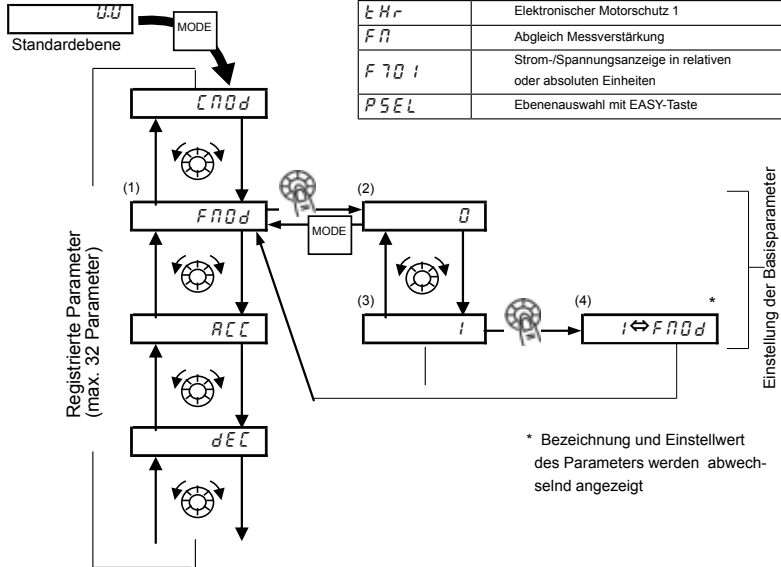 0.0
Standardebene
MODE
tHr Elektronischer Motorschutz 1
FM Abgleich Messverstärkung
F701 Strom-/Spannungsanzeige in relativen
oder absoluten Einheiten
PSEL Ebenenauswahl mit EASY-Taste
CMOd
(1)
FMOd
(2)
0
MODE
(3)
1
(4)
*
1⇔FMOd
ACC
dEC
Registrierte Parameter
(max. 32 Parameter)
Einstellung der Basisparameter
* Bezeichnung und Einstellwert
des Parameters werden abwech-
selnd angezeigt